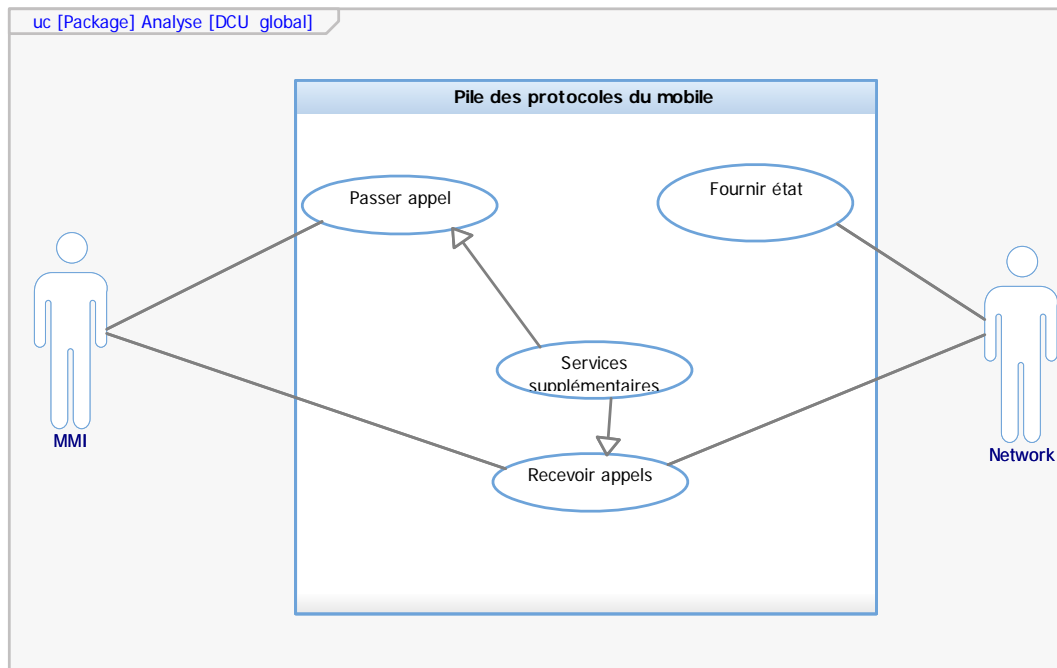 uc [Package] Analyse [DCU global]
Pile des protocoles du mobile
Passer appel
Fournir état
Services
supplémentaires
Recevoir appels
MMI
Network